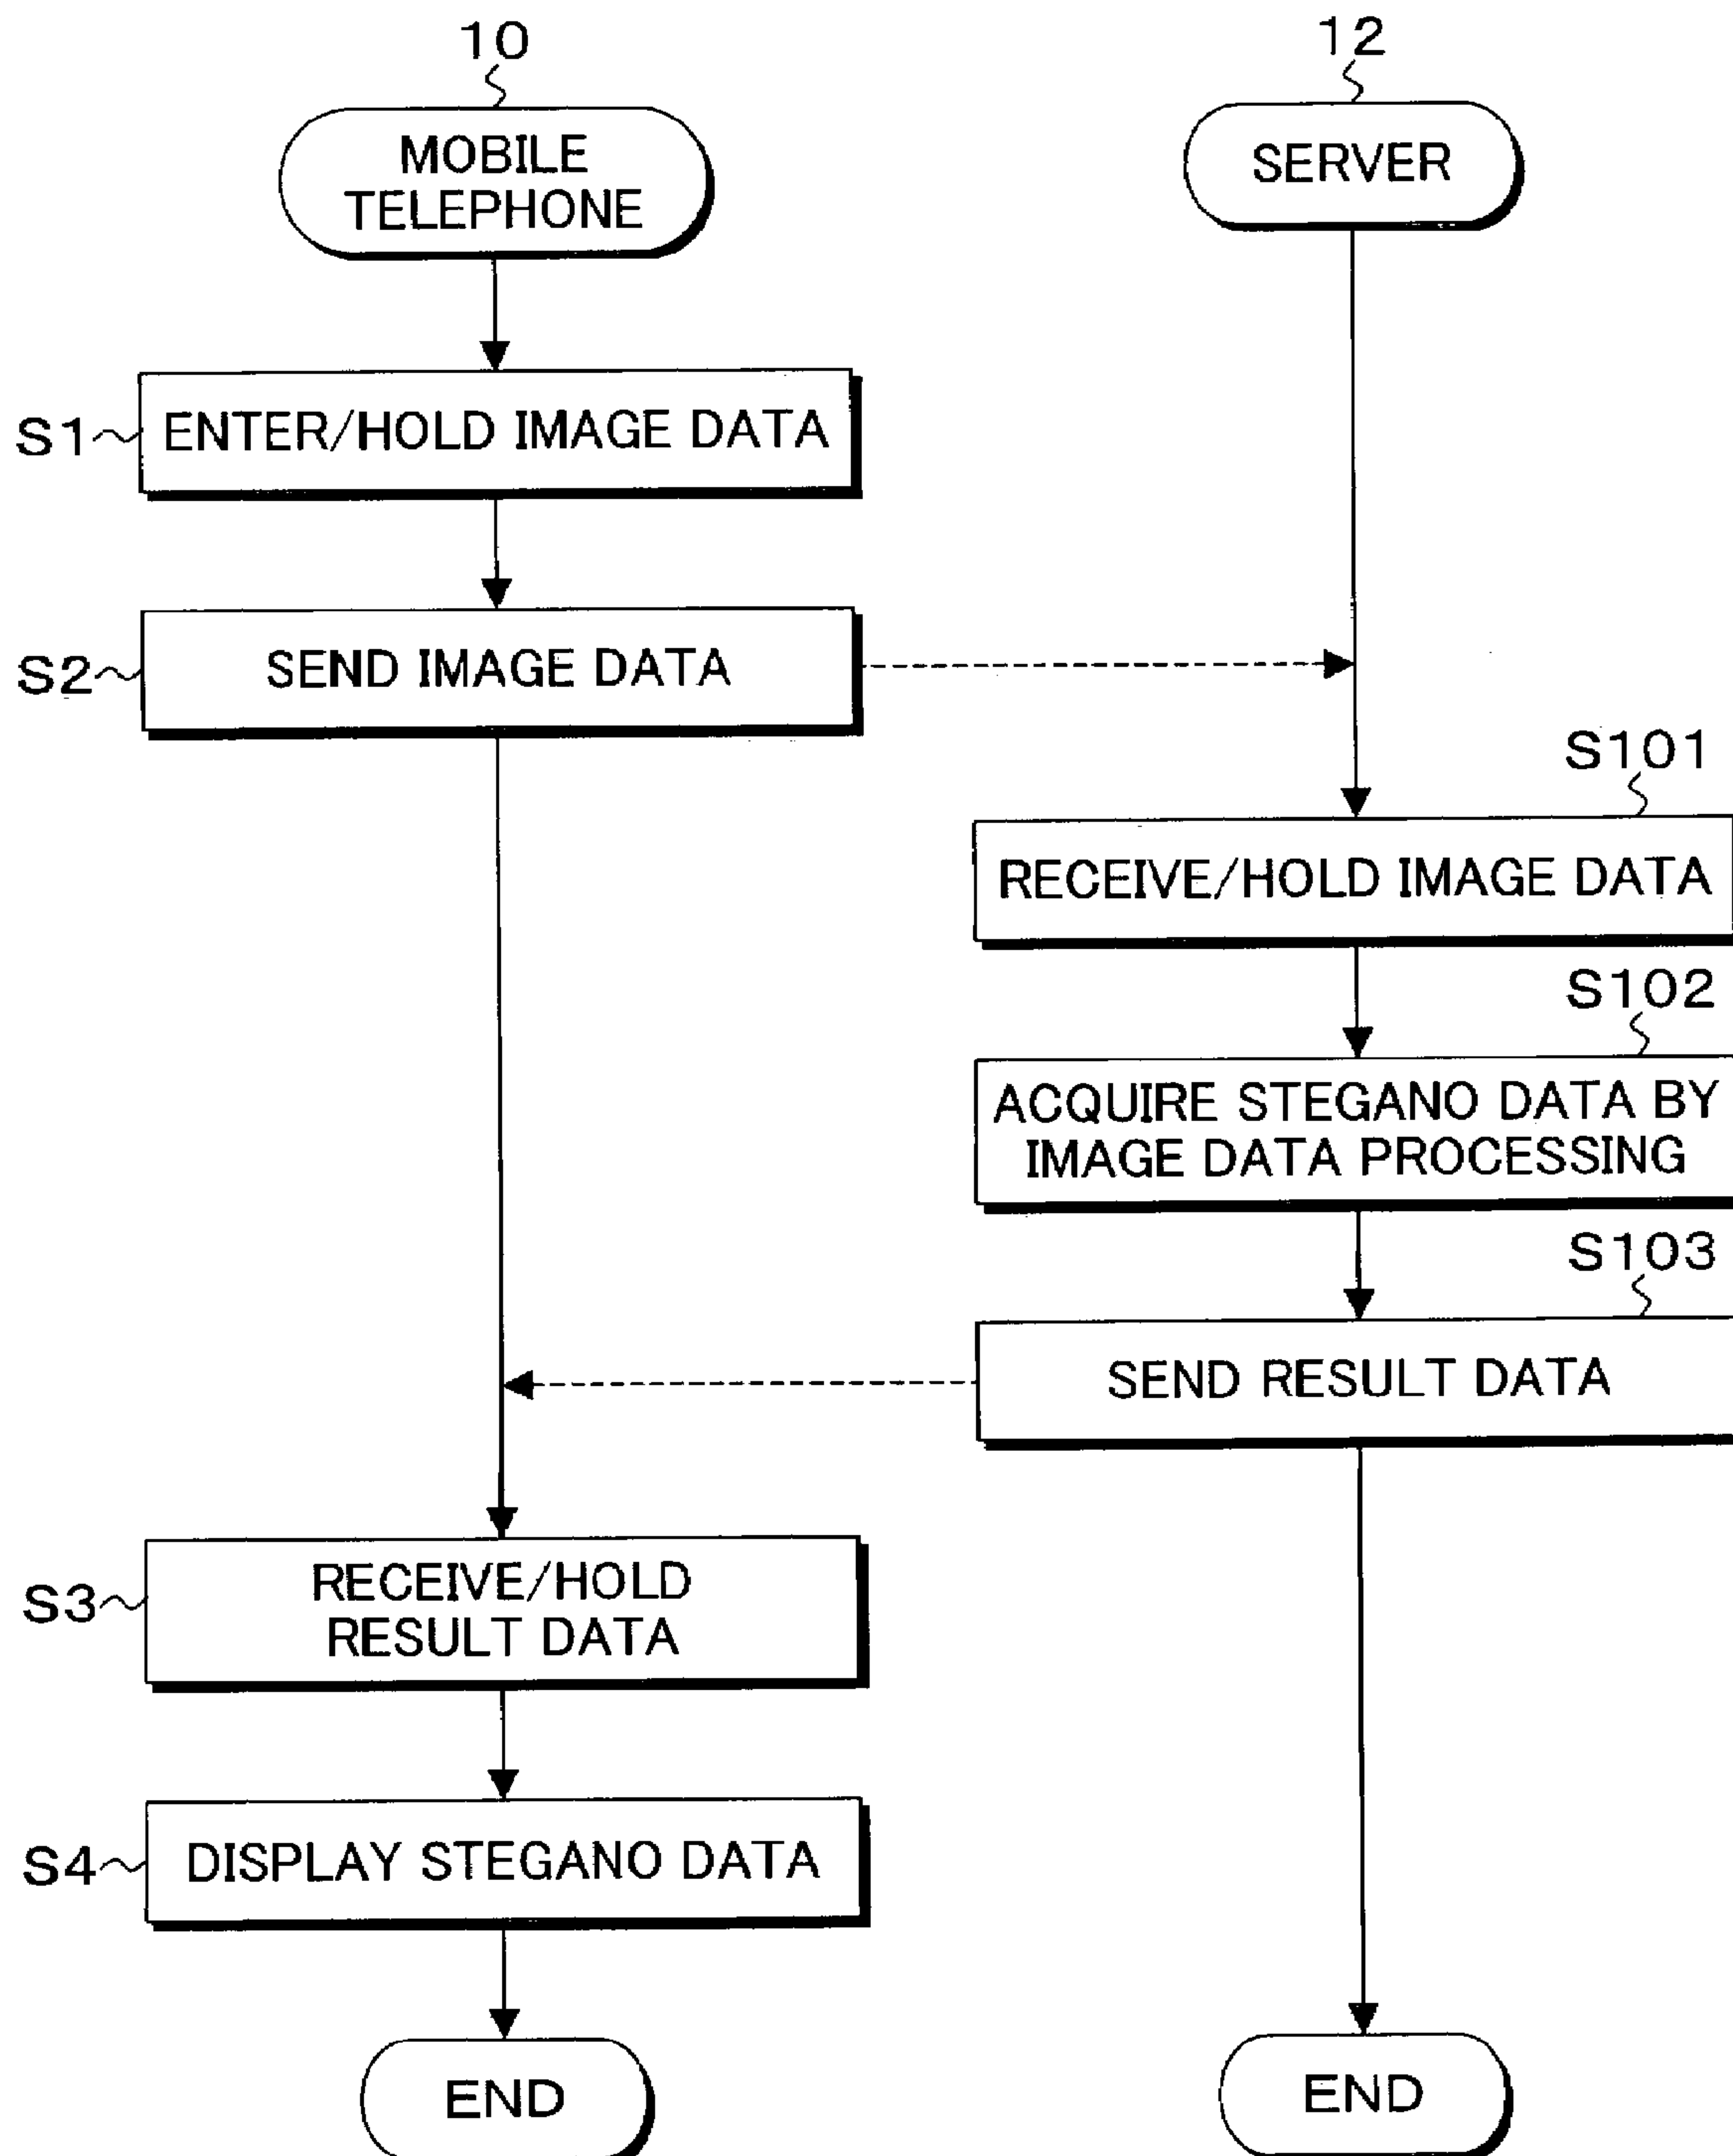 10
12
MOBILE
TELEPHONE
SERVER
S1
ENTER/HOLD IMAGE DATA
S2
SEND IMAGE DATA
S101
RECEIVE/HOLD IMAGE DATA
S102
ACQUIRE STEGANO DATA BY
IMAGE DATA PROCESSING
S103
SEND RESULT DATA
S3
RECEIVE/HOLD
RESULT DATA
S4
DISPLAY STEGANO DATA
END
END